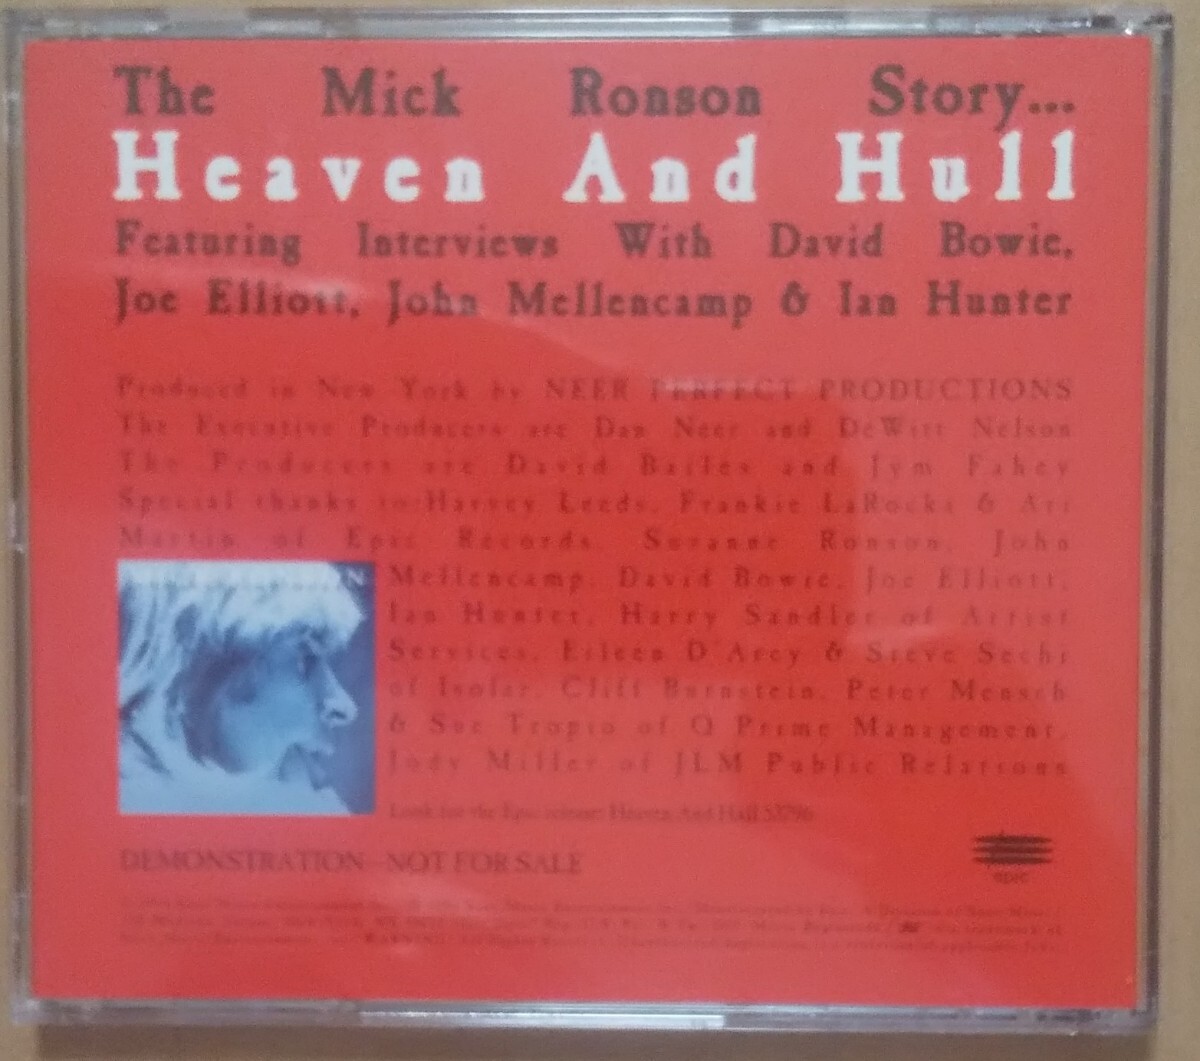 The Mick Ronson Story...
Heaven And Hull
Featuring Interviews With David Bowie,
Joe Elliott, John Mellencamp & Ian Hunter
Produced in New York by NEER PERFECT PRODUCTIONS
The Executive Producers are Dan Neer and DeWitt Nelson
The Producers are David Bailes and Jym Fahey
Special thanks to Harvey Leeds, Frankie LaRocka & Ari
Martin of Epic Records, Suzanne Ronson, John
Mellencamp, David Bowie, Joe Elliott,
Ian Hunter, Harry Sandler of Artist
Services, Eileen D'Arcy & Steve Sechi
of Isolar, Cliff Burnstein, Peter Mensch
& Sue Tropio of Q Prime Management,
Jody Miller of JLM Public Relations
Look for the Epic release: Heaven And Hull 53796
DEMONSTRATION—NOT FOR SALE
epic